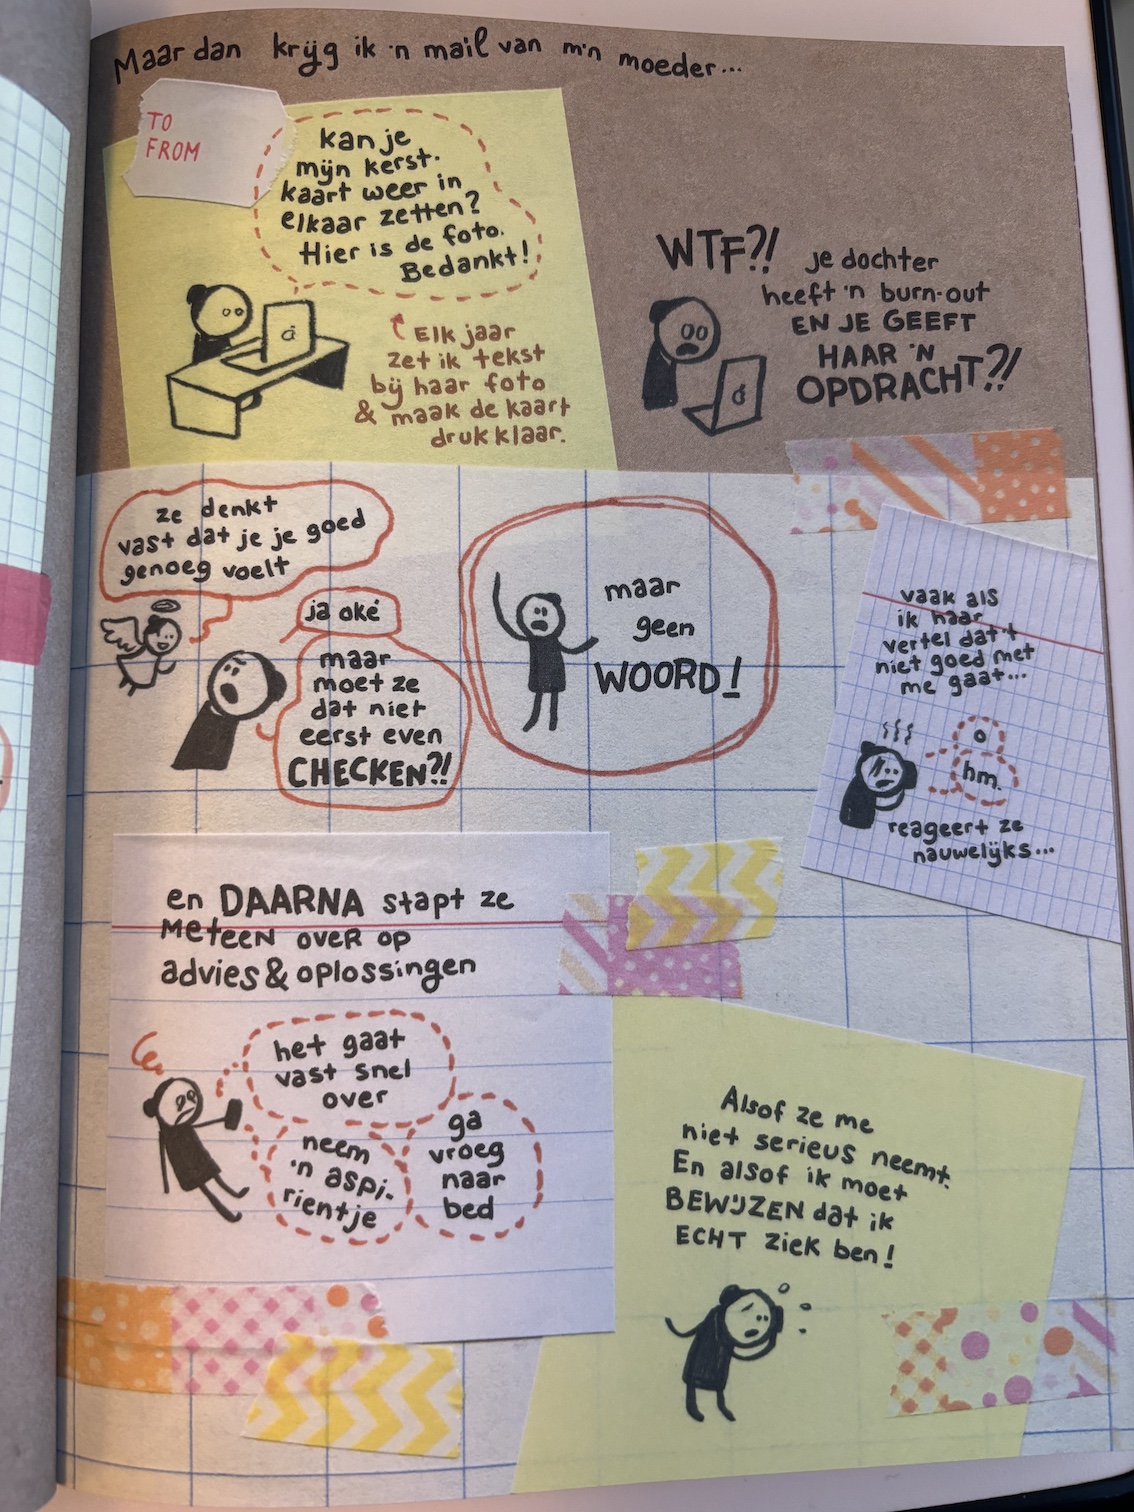 Maar dan krijg ik 'n mail van m'n moeder...
TO
FROM
kan je
mijn kerst-
kaart weer in
elkaar zetten?
Hier is de foto.
Bedankt!
Elk jaar
zet ik tekst
bij haar foto
& maak de kaart
drukklaar.
WTF?! je dochter
heeft 'n burn-out
EN JE GEEFT
HAAR 'N
OPDRACHT?!
ze denkt
vast dat je je goed
genoeg voelt
ja oké
maar
moet ze
dat niet
eerst even
CHECKEN?!
maar
geen
WOORD!
vaak als
ik haar
vertel dat 't
niet goed met
me gaat...
o
hm.
reageert ze
nauwelijks...
en DAARNA stapt ze
meteen over op
advies & oplossingen
het gaat
vast snel
over
neem
'n aspi-
rientje
ga
vroeg
naar
bed
Alsof ze me
niet serieus neemt.
En alsof ik moet
BEWIJZEN dat ik
ECHT ziek ben!